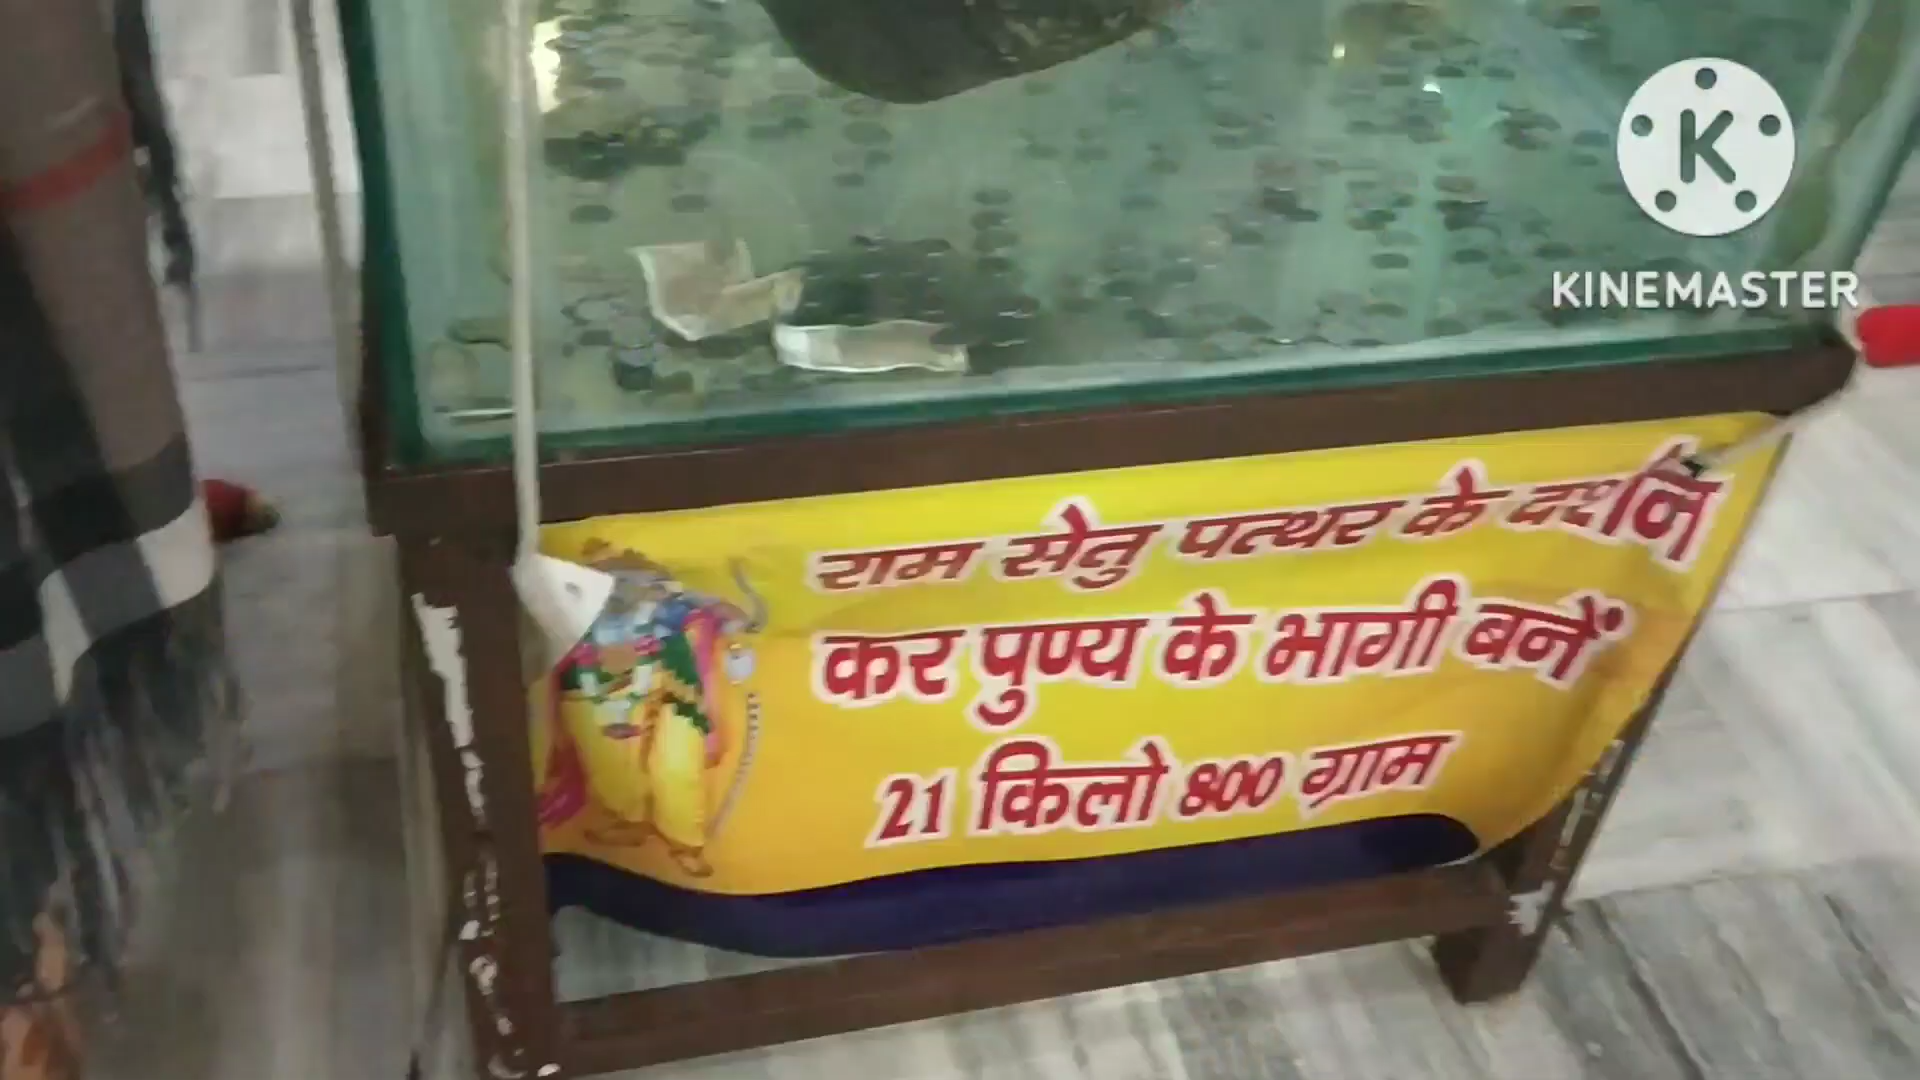 K
KINEMASTER
राम सेतु पत्थर के दर्शन
कर पुण्य के भागी बनें
21 किलो 800 ग्राम